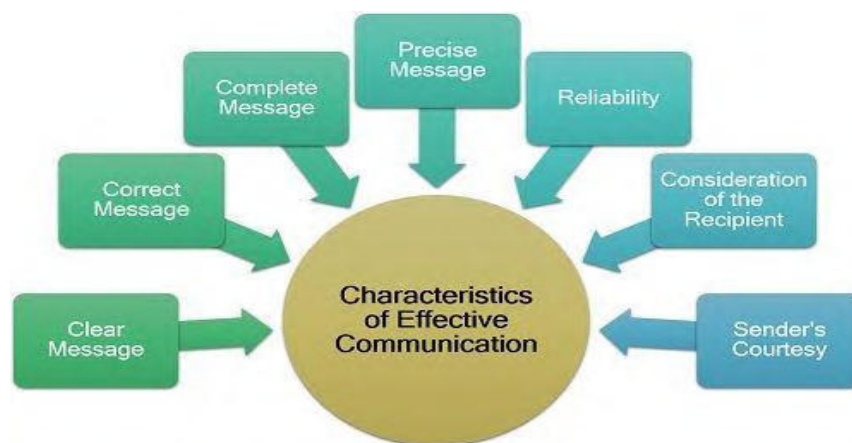 Precise
Message
Complete
Message
Reliability
Correct
Message
Consideration
of the
Recipient
Characteristics
of Effective
Communication
Clear
Message
Sender's
Courtesy